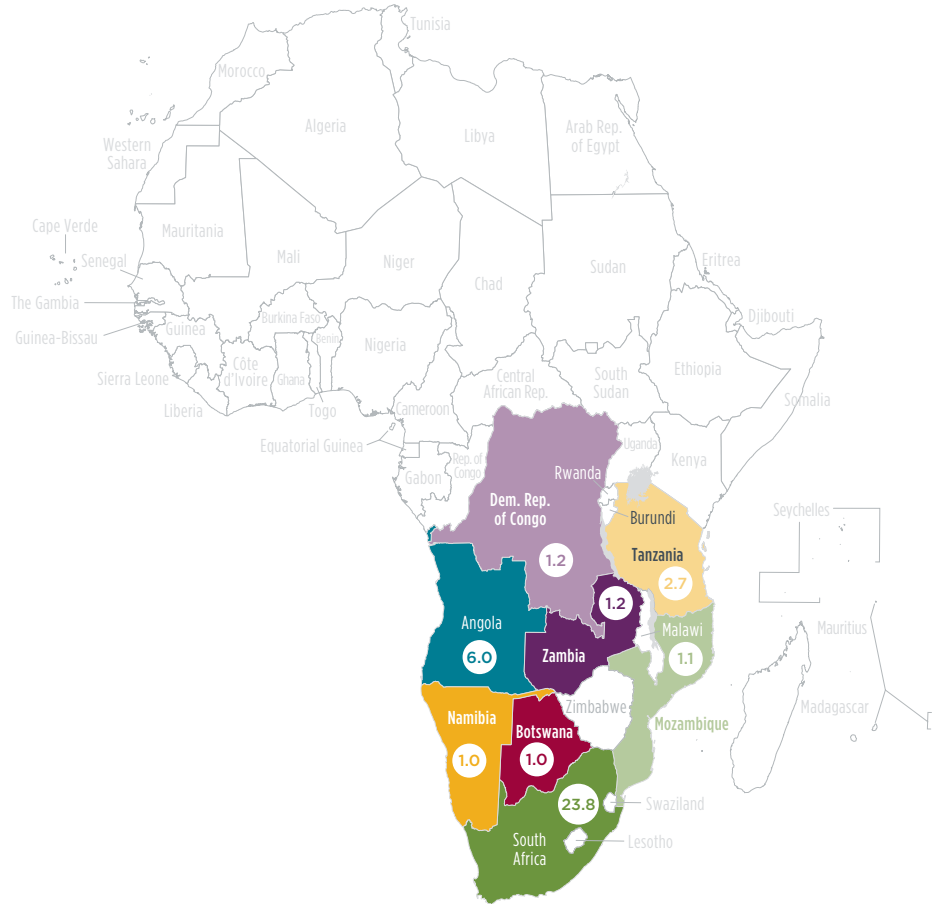 Tunisia
Morocco
Algeria
Libya
Arab Rep.
of Egypt
Western
Sahara
Cape Verde
Mauritania
Mali
Niger
Chad
Sudan
Eritrea
Senegal
The Gambia
Guinea-Bissau
Guinea
Burkina Faso
Benin
Nigeria
Djibouti
Sierra Leone
Côte
d'Ivoire
Ghana
Liberia
Togo
Cameroon
Central
African Rep.
South
Sudan
Ethiopia
Somalia
Equatorial Guinea
Gabon
Rep. of
Congo
Uganda
Kenya
Rwanda
Dem. Rep.
of Congo
1.2
Burundi
Tanzania
2.7
Seychelles
Angola
6.0
1.2
Zambia
Malawi
1.1
Mauritius
Madagascar
Namibia
1.0
Botswana
1.0
Zimbabwe
Mozambique
23.8
South
Africa
Swaziland
Lesotho